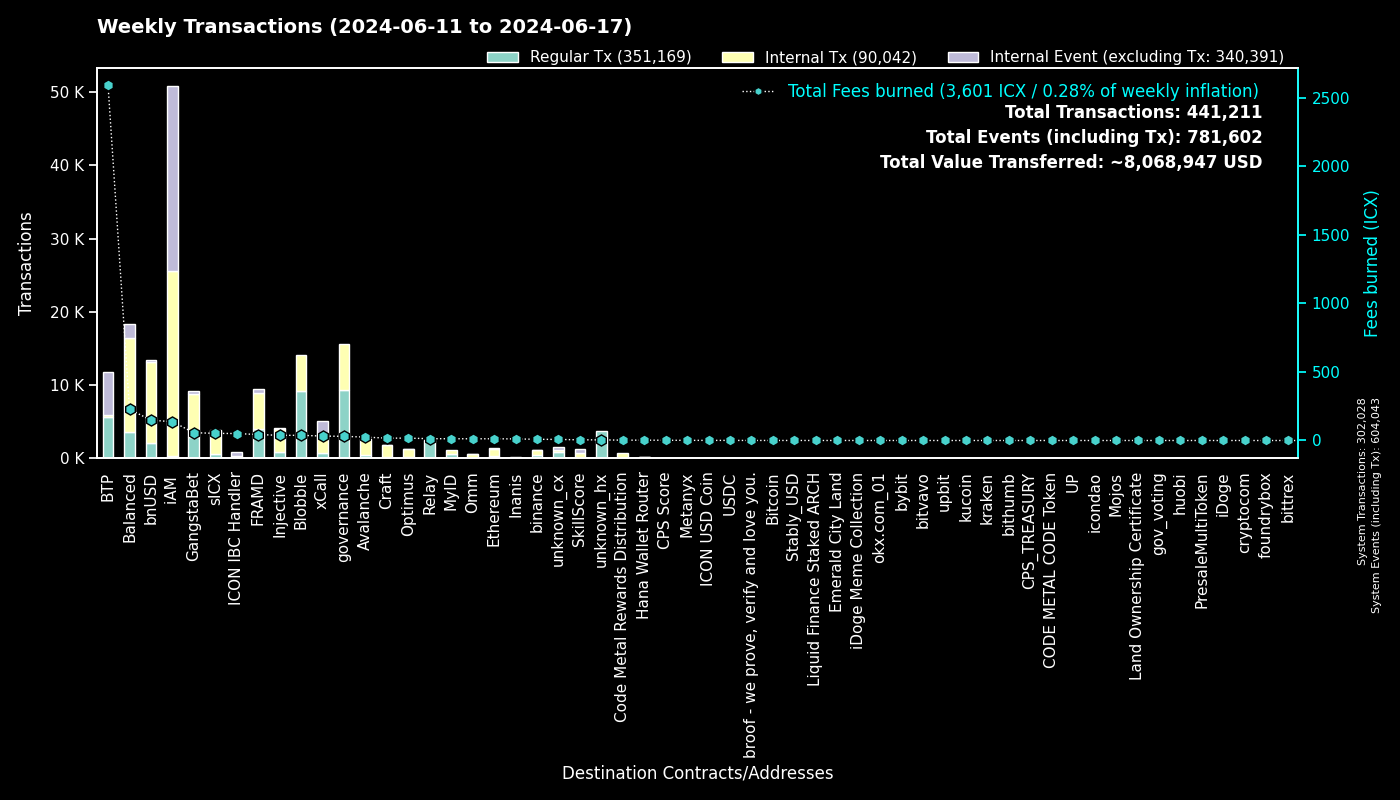 Weekly Transactions (2024-06-11 to 2024-06-17)
Regular Tx (351,169)
Internal Tx (90,042)
Internal Event (excluding Tx: 340,391)
Total Fees burned (3,601 ICX / 0.28% of weekly inflation)
Total Transactions: 441,211
Total Events (including Tx): 781,602
Total Value Transferred: ~8,068,947 USD
Transactions
50 K
40 K
30 K
20 K
10 K
0 K
2500
2000
1500
1000
500
0
Fees burned (ICX)
System Transactions: 302,028
System Events (including Tx): 604,043
BTP
Balanced
bnUSD
iAM
GangstaBet
sICX
ICON IBC Handler
FRAMD
Injective
Blobble
xCall
governance
Avalanche
Craft
Optimus
Relay
MyID
Omm
Ethereum
Inanis
binance
unknown_cx
SkillScore
unknown_hx
Code Metal Rewards Distribution
Hana Wallet Router
CPS Score
Metanyx
ICON USD Coin
USDC
broof - we prove, verify and love you.
Bitcoin
Stably_USD
Liquid Finance Staked ARCH
Emerald City Land
iDoge Meme Collection
okx.com_01
bybit
bitvavo
upbit
kucoin
kraken
bithumb
CPS_TREASURY
CODE METAL CODE Token
UP
icondao
Mojos
Land Ownership Certificate
gov_voting
huobi
PresaleMultiToken
iDoge
cryptocom
foundrybox
bittrex
Destination Contracts/Addresses